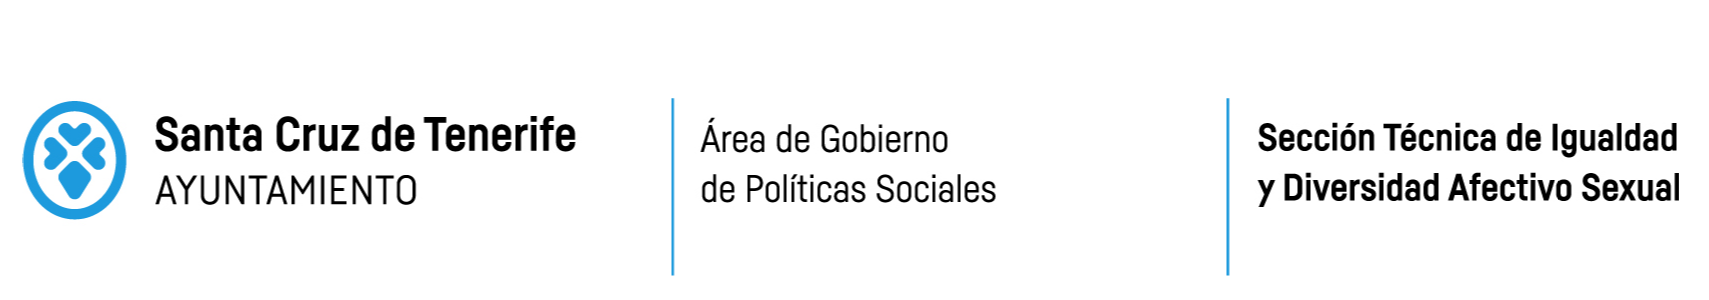 Santa Cruz de Tenerife
AYUNTAMIENTO
Área de Gobierno
de Políticas Sociales
Sección Técnica de Igualdad
y Diversidad Afectivo Sexual